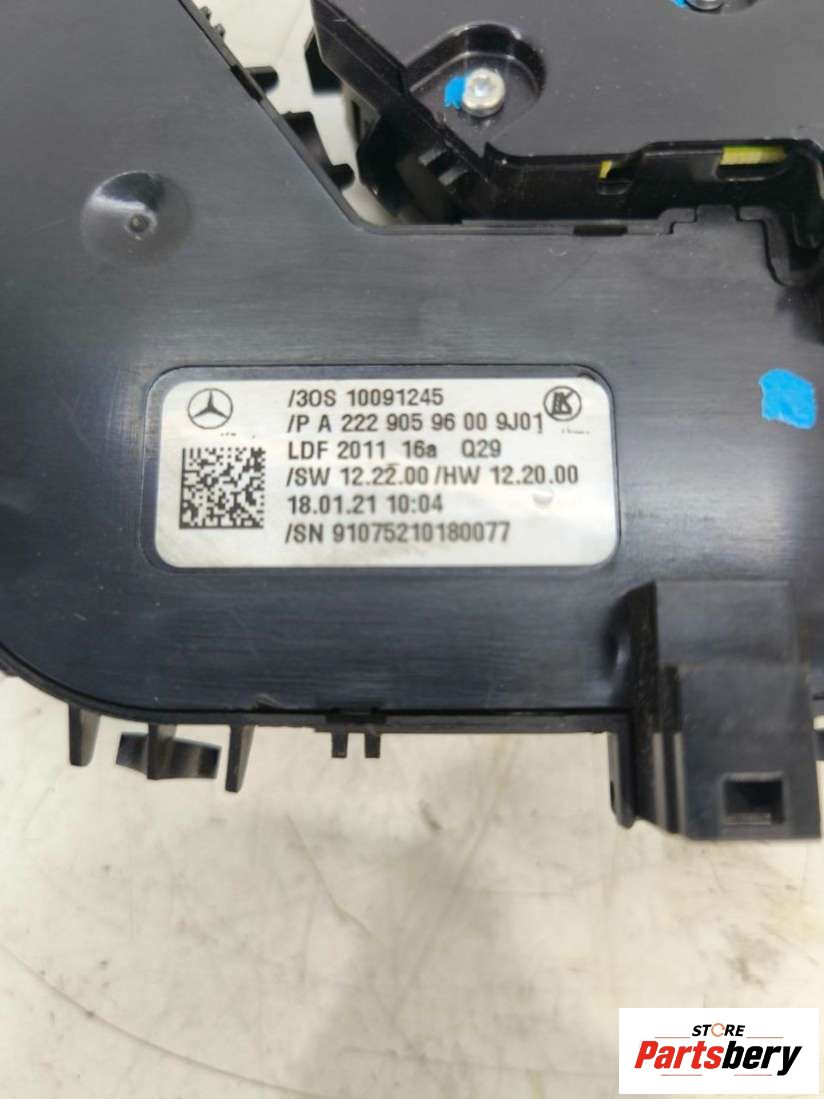 /3OS 10091245
/P A 222 905 96 00 9J01
LDF 2011 16a Q29
/SW 12.22.00 /HW 12.20.00
18.01.21 10:04
/SN 91075210180077
STORE
Partsbery